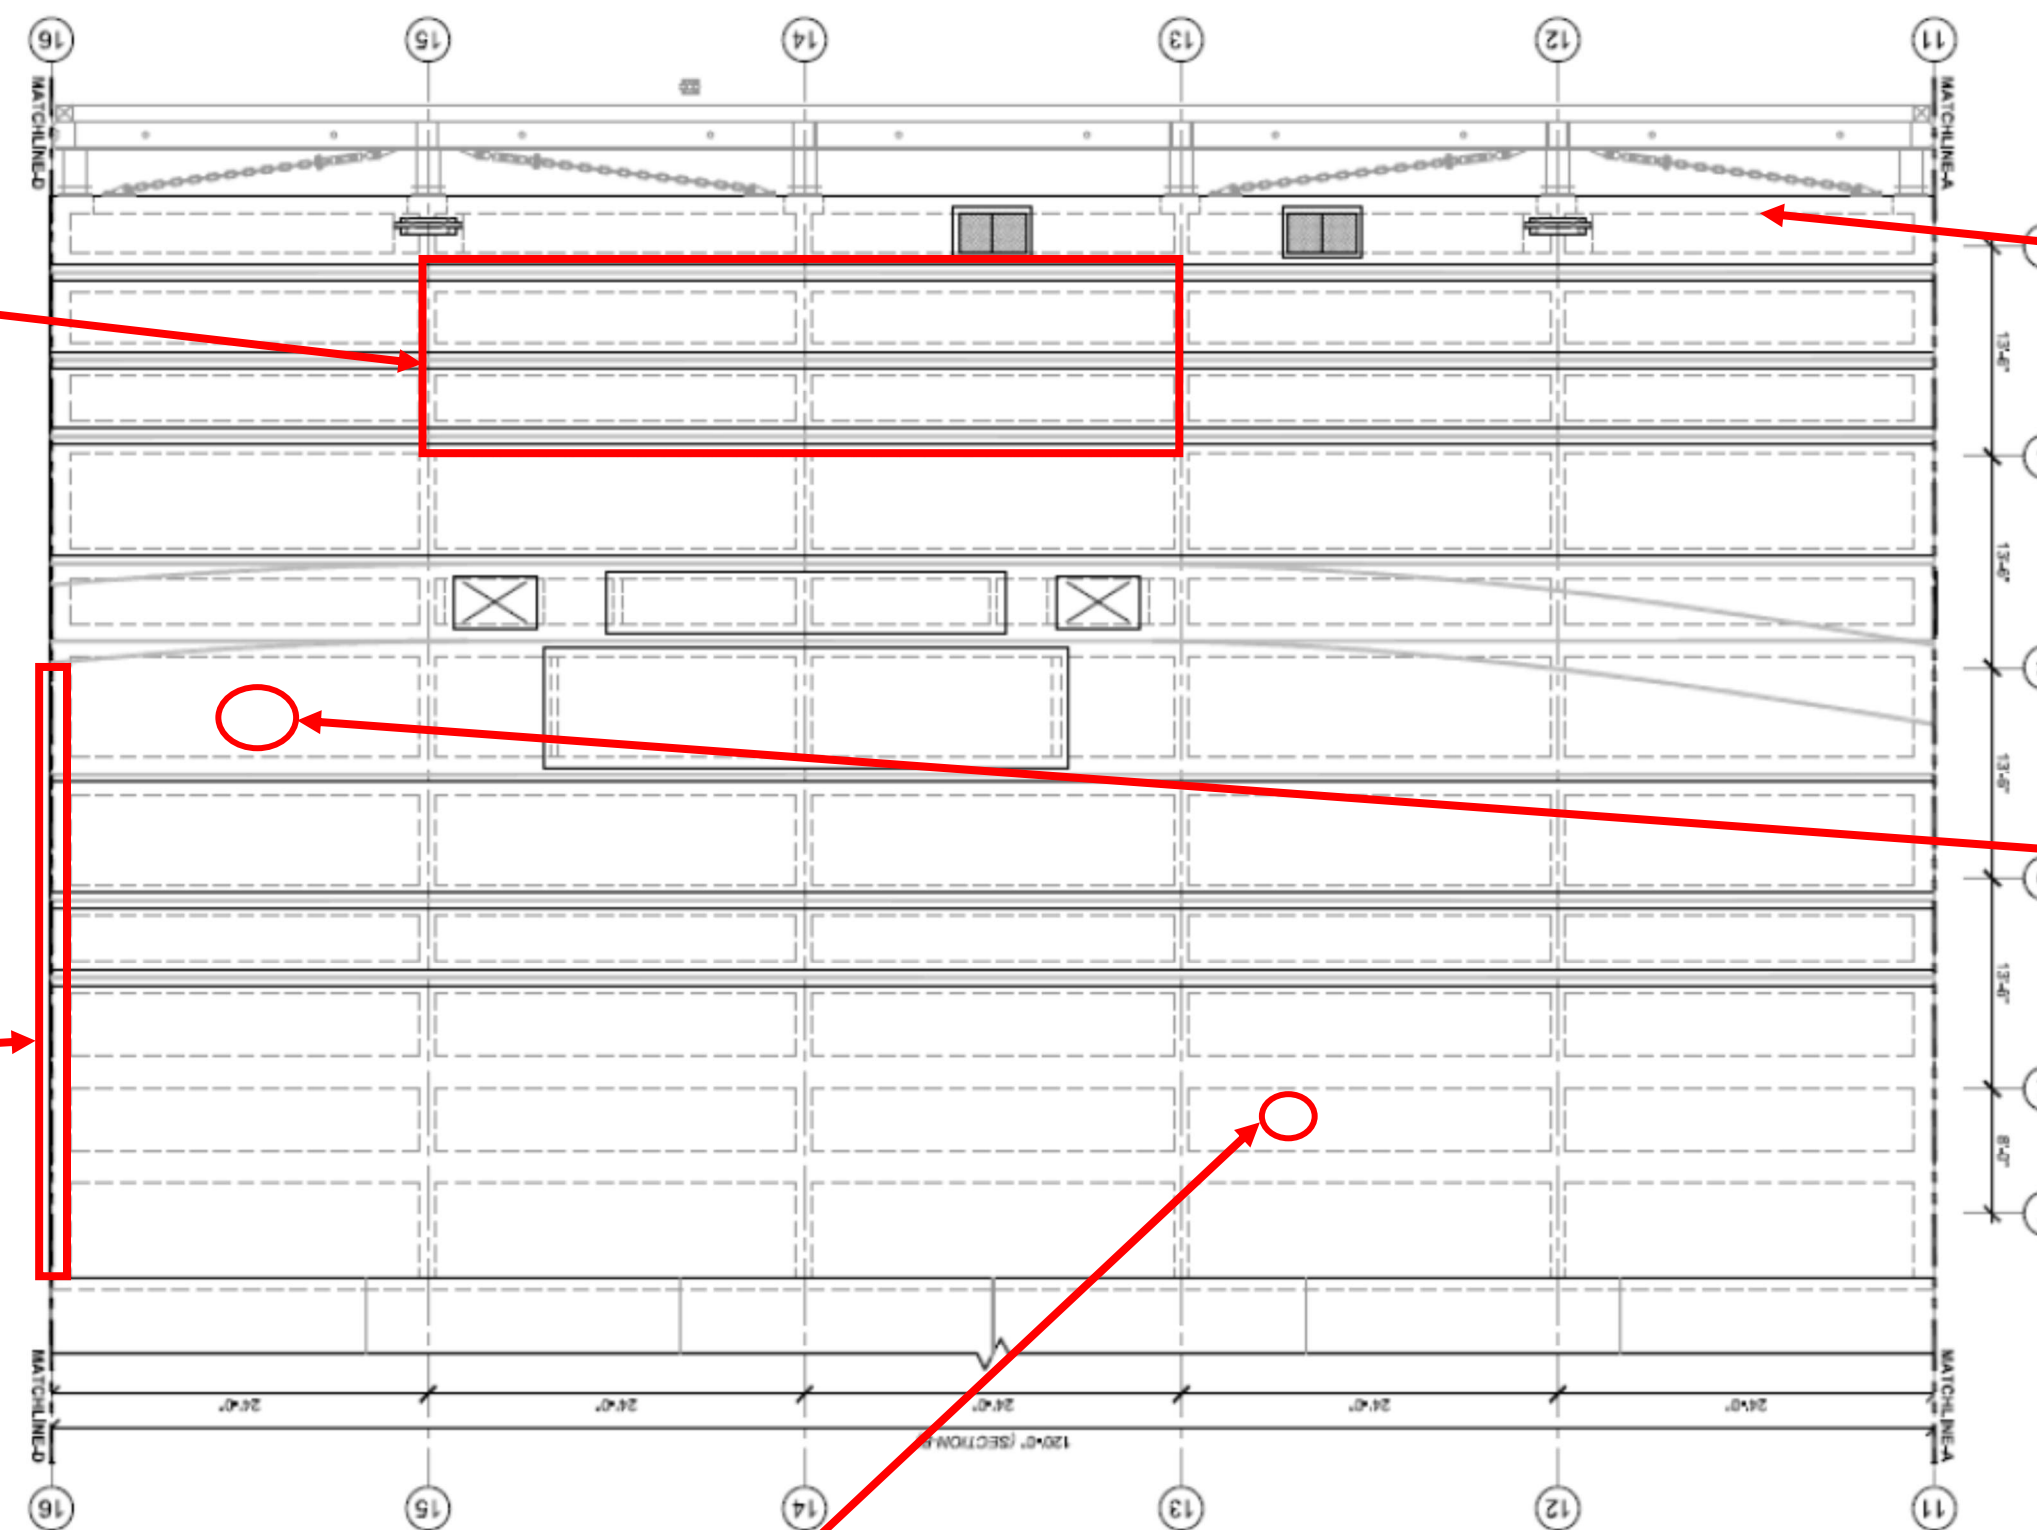 16 15 14 13 12 11
MATCHLINE-D
MATCHLINE-A
13'-6"
13'-6"
13'-6"
13'-6"
8'-0"
24'-0" 24'-0" 24'-0" 24'-0" 24'-0"
120'-0" (SECTION-
MATCHLINE-D
MATCHLINE-A
16 15 14 13 12 11